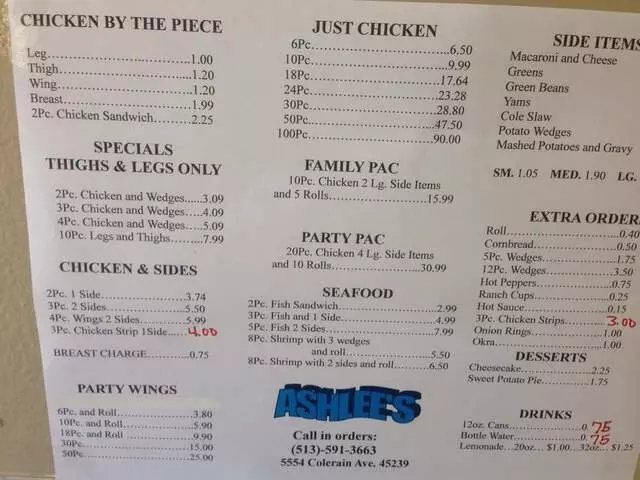 CHICKEN BY THE PIECE
Leg..........1.00
Thigh..........1.20
Wing..........1.20
Breast..........1.99
2Pc. Chicken Sandwich........2.25
SPECIALS
THIGHS & LEGS ONLY
2Pc. Chicken and Wedges.....3.09
3Pc. Chicken and Wedges....4.09
4Pc. Chicken and Wedges....5.09
10Pc. Legs and Thighs........7.99
CHICKEN & SIDES
2Pc. 1 Side..........3.74
3Pc. 2 Sides..........5.50
4Pc. Wings 2 Sides..........5.99
3Pc. Chicken Strip 1Side......4.00
BREAST CHARGE..........0.75
PARTY WINGS
6Pc. and Roll..........3.80
10Pc. and Roll..........5.90
18Pc. and Roll ..........9.90
30Pc..........15.00
50Pc..........25.00
JUST CHICKEN
6Pc..........6.50
10Pc..........9.99
18Pc..........17.64
24Pc..........23.28
30Pc..........28.80
50Pc..........47.50
100Pc..........90.00
FAMILY PAC
10Pc. Chicken 2 Lg. Side Items
and 5 Rolls..........15.99
PARTY PAC
20Pc. Chicken 4 Lg. Side Items
and 10 Rolls..........30.99
SEAFOOD
2Pc. Fish Sandwich..........2.99
3Pc. Fish and 1 Side..........4.99
5Pc. Fish 2 Sides..........7.99
8Pc. Shrimp with 3 wedges
and roll..........5.50
8Pc. Shrimp with 2 sides and roll.....6.50
ASHLEE'S
Call in orders:
(513)-591-3663
5554 Colerain Ave. 45239
SIDE ITEMS
Macaroni and Cheese
Greens
Green Beans
Yams
Cole Slaw
Potato Wedges
Mashed Potatoes and Gravy
SM. 1.05 MED. 1.90 LG.
EXTRA ORDER
Roll..........0.40
Cornbread..........0.50
5Pc. Wedges..........1.75
12Pc. Wedges..........3.50
Hot Peppers..........0.25
Ranch Cups..........0.25
Hot Sauce..........0.15
3Pc. Chicken Strips..........3.00
Onion Rings..........1.00
Okra..........1.00
DESSERTS
Cheesecake..........2.25
Sweet Potato Pie..........1.75
DRINKS
12oz. Cans..........0.75
Bottle Water..........0.75
Lemonade...20oz... $1.00...32oz... $1.25